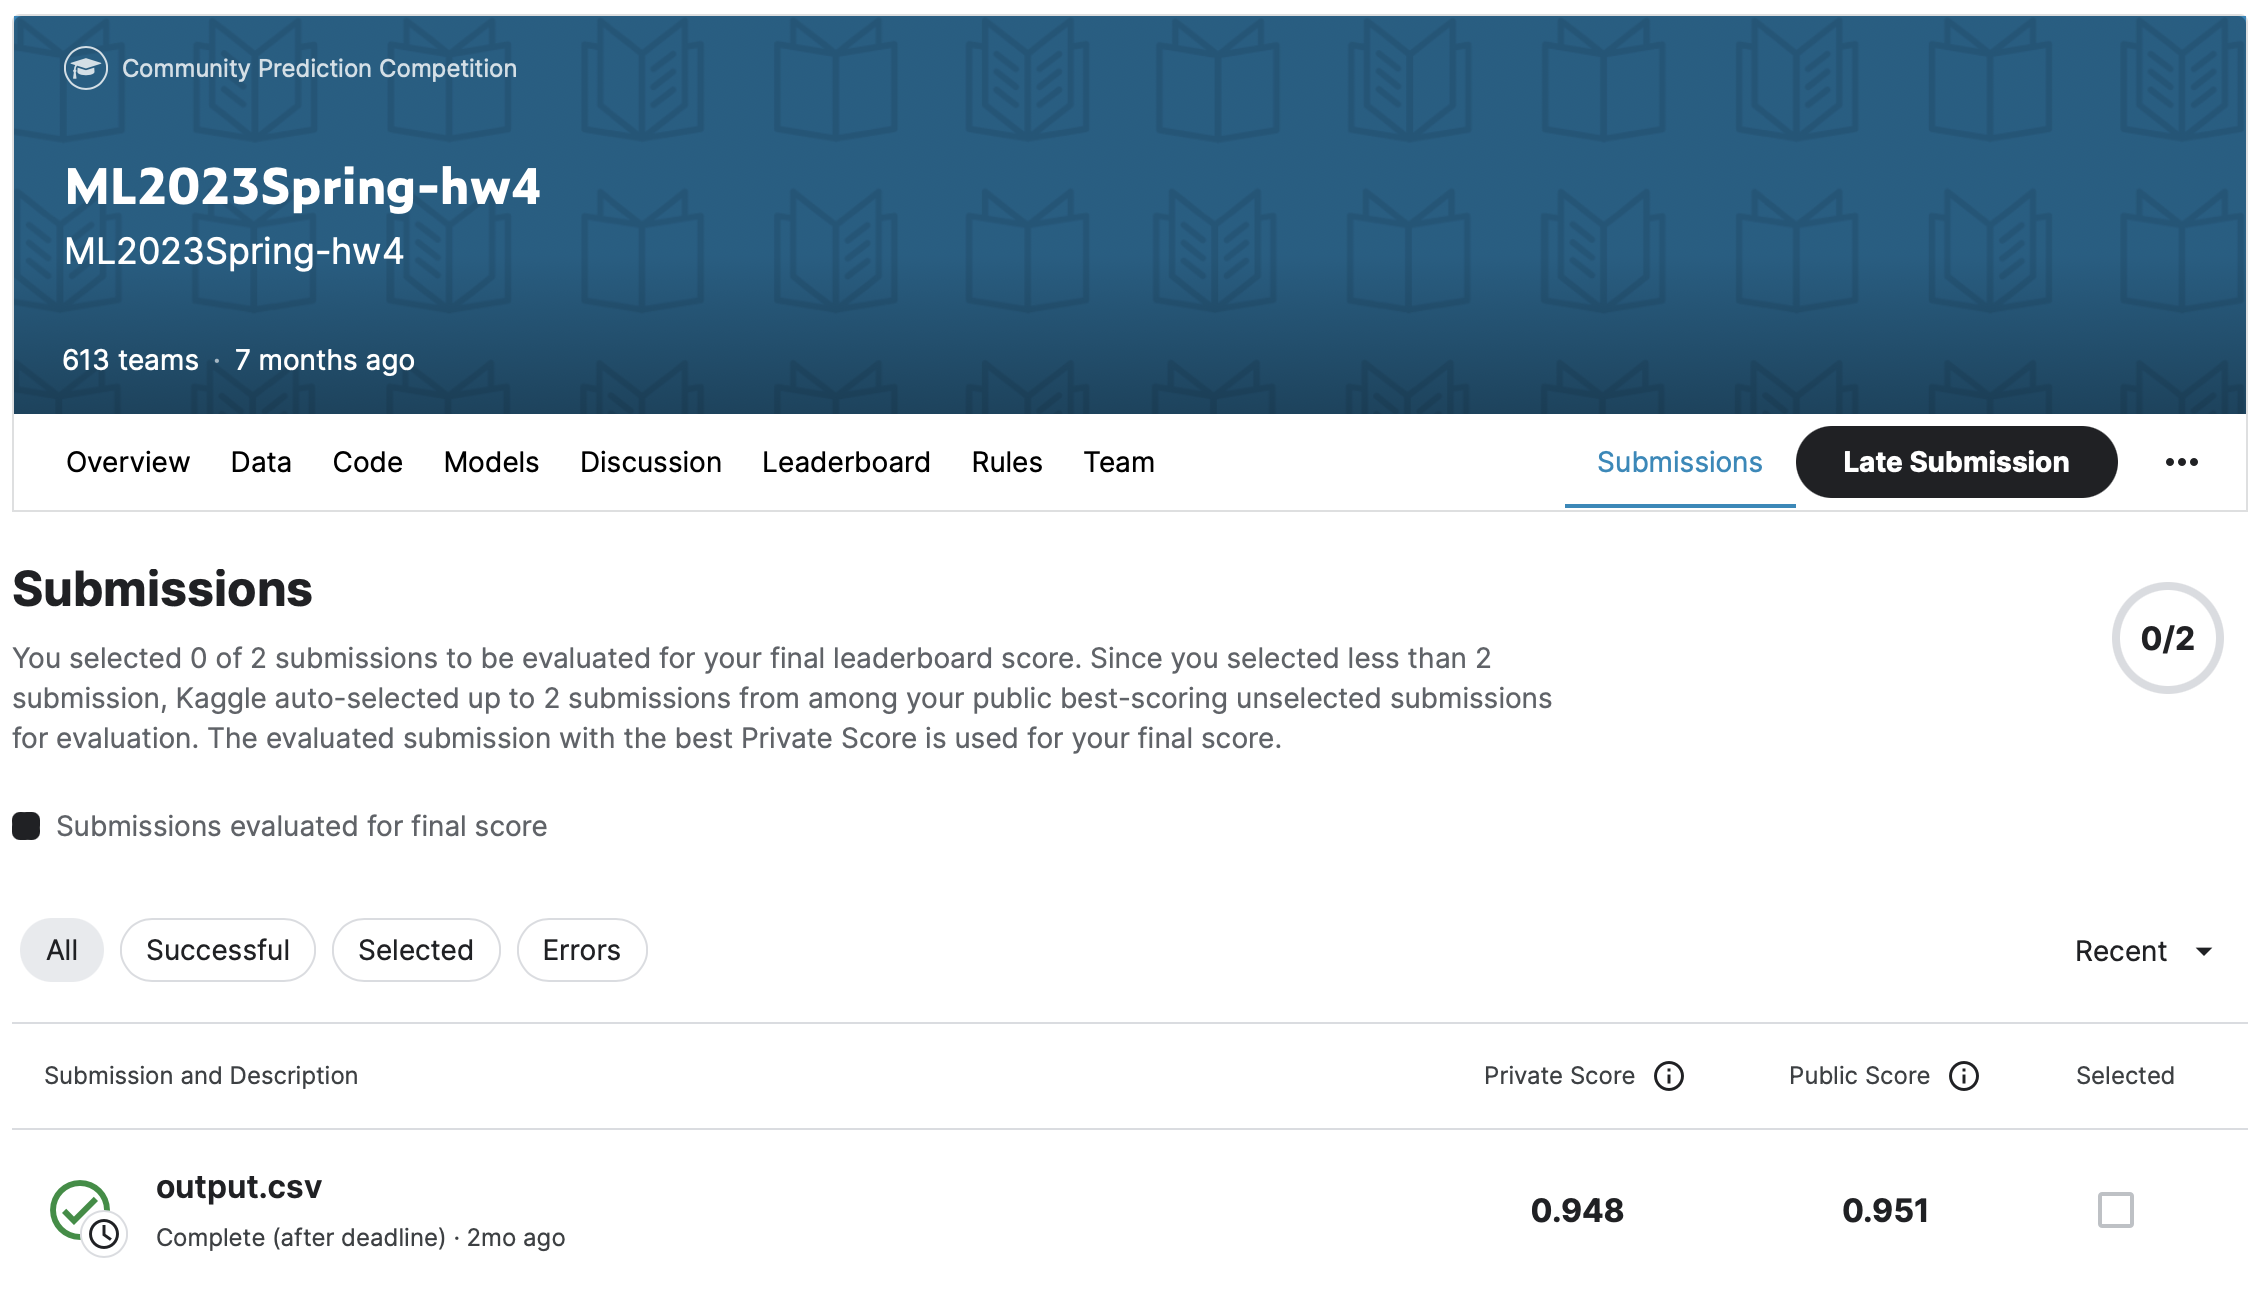 Community Prediction Competition
ML2023Spring-hw4
ML2023Spring-hw4
613 teams · 7 months ago
Overview Data Code Models Discussion Leaderboard Rules Team Submissions Late Submission •••
Submissions
0/2
You selected 0 of 2 submissions to be evaluated for your final leaderboard score. Since you selected less than 2
submission, Kaggle auto-selected up to 2 submissions from among your public best-scoring unselected submissions
for evaluation. The evaluated submission with the best Private Score is used for your final score.
Submissions evaluated for final score
All Successful Selected Errors Recent
Submission and Description Private Score Public Score Selected
output.csv
0.948 0.951
Complete (after deadline) · 2mo ago